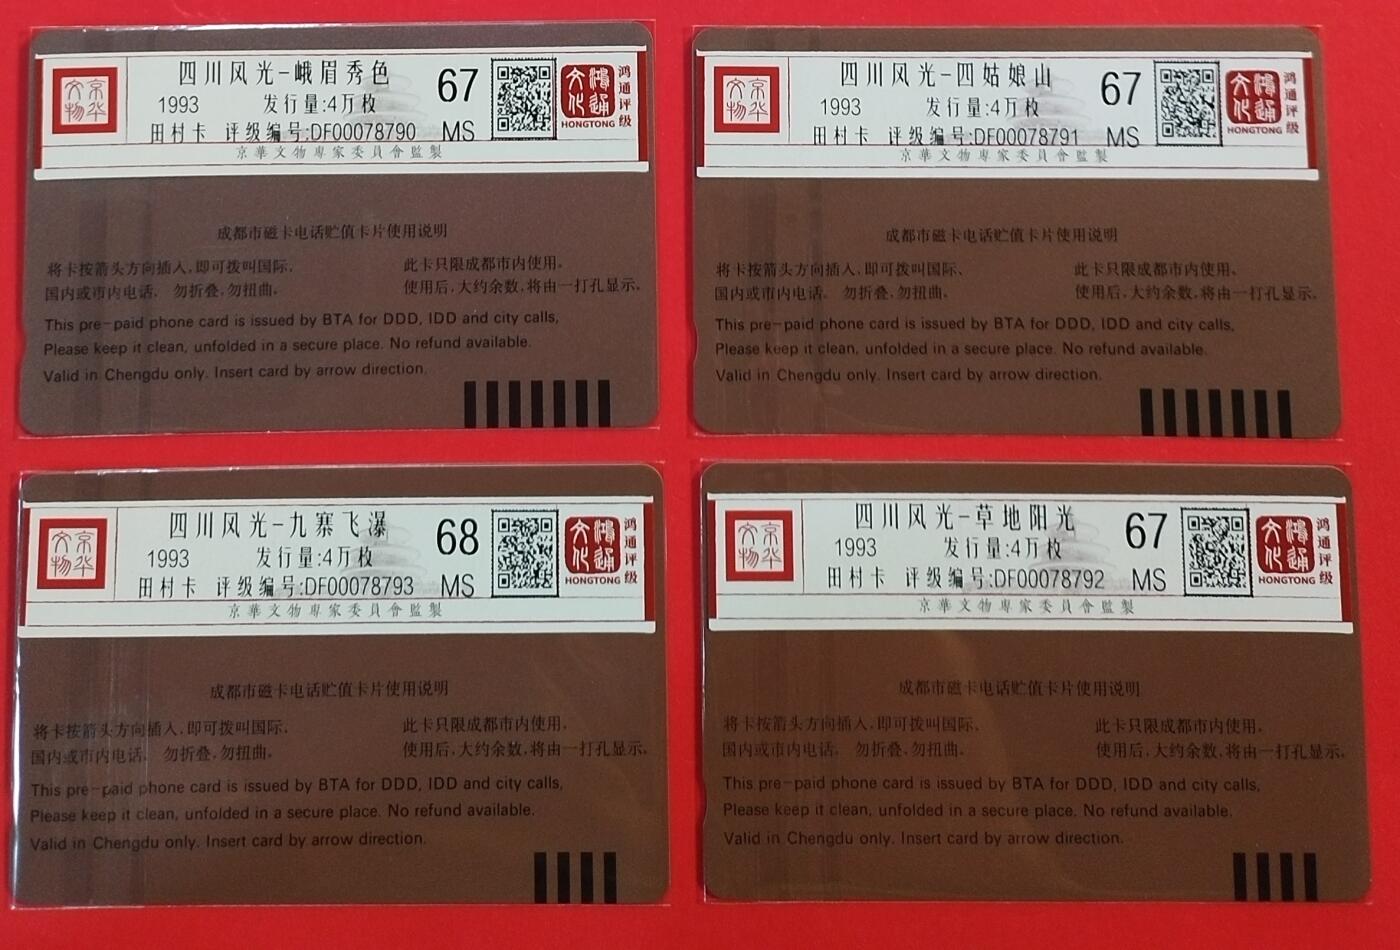 京华
文物
四川风光-峨眉秀色
1993 发行量:4万枚
田村卡 评级编号:DF00078790
67
MS
鸿通
文化
HONGTONG
鸿通评级
京華文物專家委員會監製
成都市磁卡电话贮值卡片使用说明
将卡按箭头方向插入,即可拨叫国际、
国内或市内电话。 勿折叠,勿扭曲。
此卡只限成都市内使用。
使用后,大约余数,将由一打孔显示。
This pre-paid phone card is issued by BTA for DDD, IDD and city calls,
Please keep it clean, unfolded in a secure place. No refund available.
Valid in Chengdu only. Insert card by arrow direction.
京华
文物
四川风光-四姑娘山
1993 发行量:4万枚
田村卡 评级编号:DF00078791
67
MS
鸿通
文化
HONGTONG
鸿通评级
京華文物專家委員會監製
成都市磁卡电话贮值卡片使用说明
将卡按箭头方向插入,即可拨叫国际、
国内或市内电话。 勿折叠,勿扭曲。
此卡只限成都市内使用、
使用后,大约余数,将由一打孔显示。
This pre-paid phone card is issued by BTA for DDD, IDD and city calls,
Please keep it clean, unfolded in a secure place. No refund available.
Valid in Chengdu only. Insert card by arrow direction.
京华
文物
四川风光-九寨飞瀑
1993 发行量:4万枚
田村卡 评级编号:DF00078793
68
MS
鸿通
文化
HONGTONG
鸿通评级
京華文物專家委員會監製
成都市磁卡电话贮值卡片使用说明
将卡按箭头方向插入,即可拨叫国际、
国内或市内电话。 勿折叠,勿扭曲。
此卡只限成都市内使用。
使用后,大约余数,将由一打孔显示。
This pre-paid phone card is issued by BTA for DDD, IDD and city calls,
Please keep it clean, unfolded in a secure place. No refund available.
Valid in Chengdu only. Insert card by arrow direction.
京华
文物
四川风光-草地阳光
1993 发行量:4万枚
田村卡 评级编号:DF00078792
67
MS
鸿通
文化
HONGTONG
鸿通评级
京華文物專家委員會監製
成都市磁卡电话贮值卡片使用说明
将卡按箭头方向插入,即可拨叫国际、
国内或市内电话。 勿折叠,勿扭曲。
此卡只限成都市内使用。
使用后,大约余数,将由一打孔显示。
This pre-paid phone card is issued by BTA for DDD, IDD and city calls,
Please keep it clean, unfolded in a secure place. No refund available.
Valid in Chengdu only. Insert card by arrow direction.